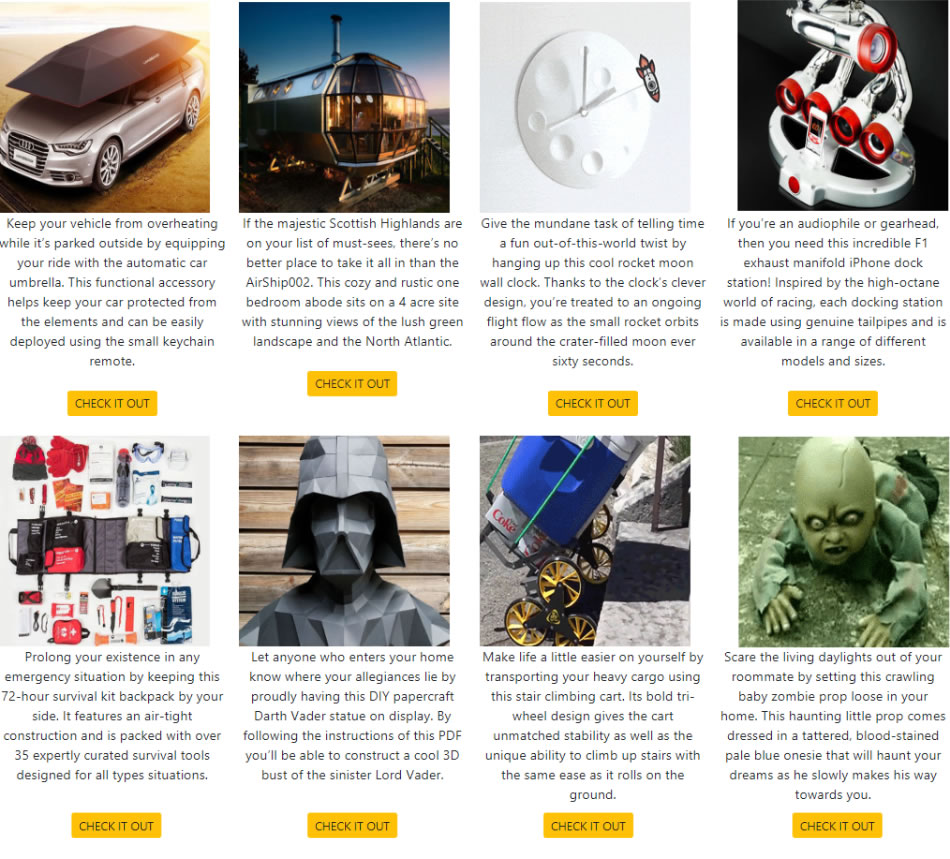 Keep your vehicle from overheating
while it's parked outside by equipping
your ride with the automatic car
umbrella. This functional accessory
helps keep your car protected from
the elements and can be easily
deployed using the small keychain
remote.
CHECK IT OUT
If the majestic Scottish Highlands are
on your list of must-sees, there's no
better place to take it all in than the
AirShip002. This cozy and rustic one
bedroom abode sits on a 4 acre site
with stunning views of the lush green
landscape and the North Atlantic.
CHECK IT OUT
Give the mundane task of telling time
a fun out-of-this-world twist by
hanging up this cool rocket moon
wall clock. Thanks to the clock's clever
design, you're treated to an ongoing
flight flow as the small rocket orbits
around the crater-filled moon ever
sixty seconds.
CHECK IT OUT
If you're an audiophile or gearhead,
then you need this incredible F1
exhaust manifold iPhone dock
station! Inspired by the high-octane
world of racing, each docking station
is made using genuine tailpipes and is
available in a range of different
models and sizes.
CHECK IT OUT
Prolong your existence in any
emergency situation by keeping this
72-hour survival kit backpack by your
side. It features an air-tight
construction and is packed with over
35 expertly curated survival tools
designed for all types situations.
CHECK IT OUT
Let anyone who enters your home
know where your allegiances lie by
proudly having this DIY papercraft
Darth Vader statue on display. By
following the instructions of this PDF
you'll be able to construct a cool 3D
bust of the sinister Lord Vader.
CHECK IT OUT
Coke
Make life a little easier on yourself by
transporting your heavy cargo using
this stair climbing cart. Its bold tri-
wheel design gives the cart
unmatched stability as well as the
unique ability to climb up stairs with
the same ease as it rolls on the
ground.
CHECK IT OUT
Scare the living daylights out of your
roommate by setting this crawling
baby zombie prop loose in your
home. This haunting little prop comes
dressed in a tattered, blood-stained
pale blue onesie that will haunt your
dreams as he slowly makes his way
towards you.
CHECK IT OUT